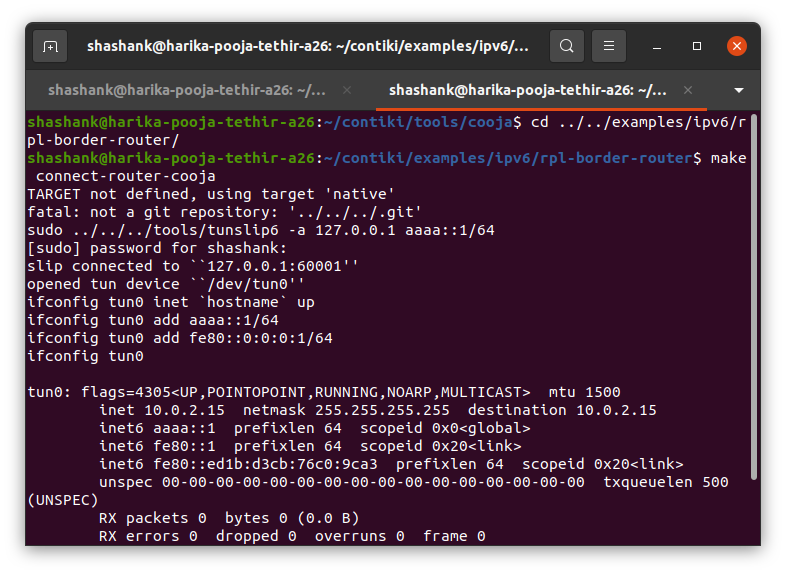 shashank@harika-pooja-tethir-a26: ~/contiki/examples/ipv6/...
shashank@harika-pooja-tethir-a26: ~/...
shashank@harika-pooja-tethir-a26: ~/...
shashank@harika-pooja-tethir-a26:~/contiki/tools/cooja$ cd ../../examples/ipv6/r
pl-border-router/
shashank@harika-pooja-tethir-a26:~/contiki/examples/ipv6/rpl-border-router$ make
 connect-router-cooja
TARGET not defined, using target 'native'
fatal: not a git repository: '../../../.git'
sudo ../../../tools/tunslip6 -a 127.0.0.1 aaaa::1/64
[sudo] password for shashank:
slip connected to ``127.0.0.1:60001''
opened tun device ``/dev/tun0''
ifconfig tun0 inet `hostname` up
ifconfig tun0 add aaaa::1/64
ifconfig tun0 add fe80::0:0:0:1/64
ifconfig tun0
tun0: flags=4305<UP,POINTOPOINT,RUNNING,NOARP,MULTICAST>  mtu 1500
        inet 10.0.2.15  netmask 255.255.255.255  destination 10.0.2.15
        inet6 aaaa::1  prefixlen 64  scopeid 0x0<global>
        inet6 fe80::1  prefixlen 64  scopeid 0x20<link>
        inet6 fe80::ed1b:d3cb:76c0:9ca3  prefixlen 64  scopeid 0x20<link>
        unspec 00-00-00-00-00-00-00-00-00-00-00-00-00-00-00-00  txqueuelen 500
(UNSPEC)
        RX packets 0  bytes 0 (0.0 B)
        RX errors 0  dropped 0  overruns 0  frame 0